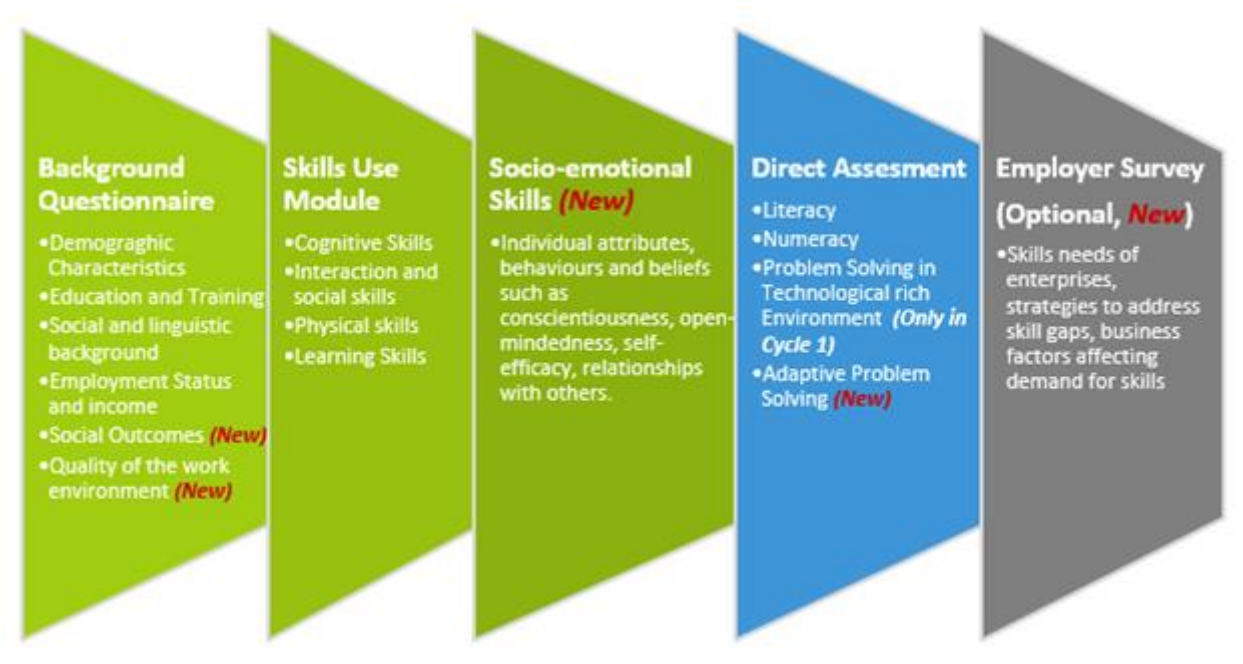 Background
Questionnaire
•Demograghic
Characteristics
•Education and Training
•Social and linguistic
background
•Employment Status
and income
•Social Outcomes (New)
•Quality of the work
environment (New)
Skills Use
Module
•Cognitive Skills
•Interaction and
social skills
•Physical skills
•Learning Skills
Socio-emotional
Skills (New)
•Individual attributes,
behaviours and beliefs
such as
conscientiousness, open-
mindedness, self-
efficacy, relationships
with others.
Direct Assesment
•Literacy
•Numeracy
•Problem Solving in
Technological rich
Environment (Only in
Cycle 1)
•Adaptive Problem
Solving (New)
Employer Survey
(Optional, New)
•Skills needs of
enterprises,
strategies to address
skill gaps, business
factors affecting
demand for skills